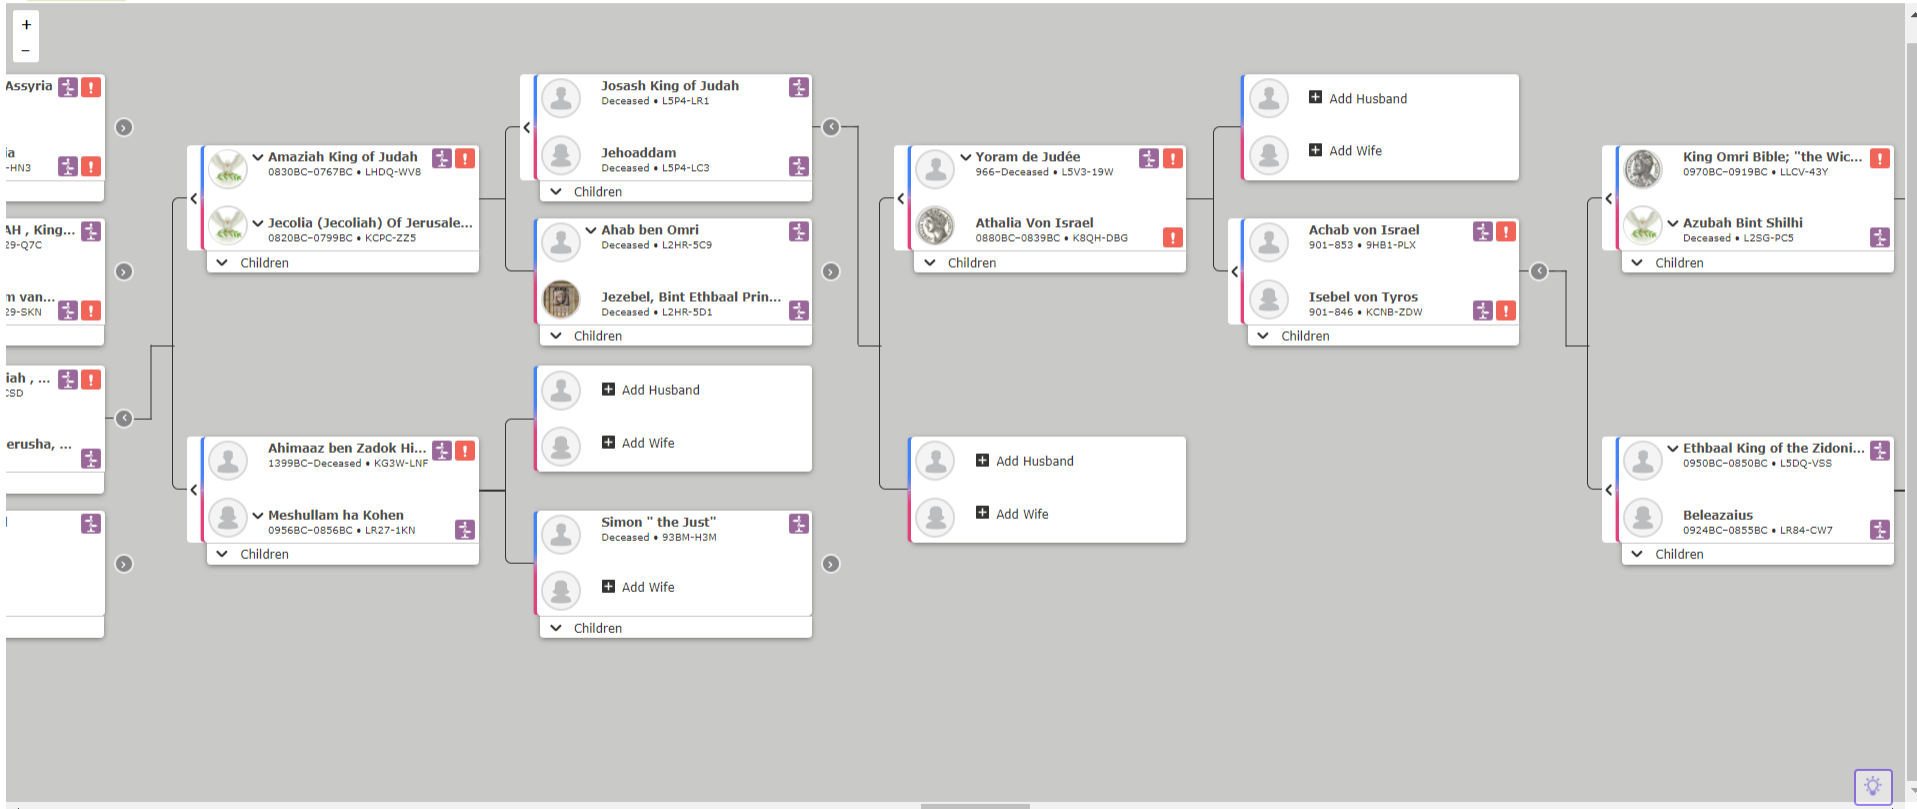 +
−
Assyria
ia
-HN3
AH , King...
29-Q7C
m van...
29-SKN
iah , ...
CSD
erusha, ...
Amaziah King of Judah
0830BC–0767BC • LHDQ-WV8
Jecolia (Jecoliah) Of Jerusale...
0820BC–0799BC • KCPC-ZZ5
Children
Ahimaaz ben Zadok Hi...
1399BC–Deceased • KG3W-LNF
Meshullam ha Kohen
0956BC–0856BC • LR27-1KN
Children
Josash King of Judah
Deceased • L5P4-LR1
Jehoaddam
Deceased • L5P4-LC3
Children
Ahab ben Omri
Deceased • L2HR-5C9
Jezebel, Bint Ethbaal Prin...
Deceased • L2HR-5D1
Children
Add Husband
Add Wife
Simon " the Just"
Deceased • 93BM-H3M
Add Wife
Children
Yoram de Judée
966–Deceased • L5V3-19W
Athalia Von Israel
0880BC–0839BC • K8QH-DBG
Children
Add Husband
Add Wife
Add Husband
Add Wife
Achab von Israel
901–853 • 9HB1-PLX
Isebel von Tyros
901–846 • KCNB-ZDW
Children
King Omri Bible; "the Wic...
0970BC–0919BC • LLCV-43Y
Azubah Bint Shilhi
Deceased • L2SG-PC5
Children
Ethbaal King of the Zidoni...
0950BC–0850BC • L5DQ-VSS
Beleazaius
0924BC–0855BC • LR84-CW7
Children